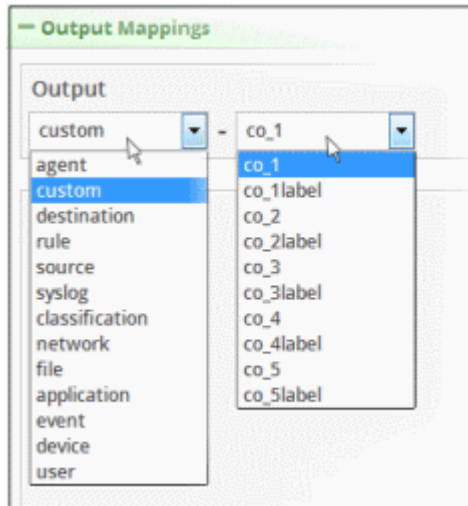 Output Mappings
Output
custom - co_1
agent
custom
destination
rule
source
syslog
classification
network
file
application
event
device
user
co_1
co_1label
co_2
co_2label
co_3
co_3label
co_4
co_4label
co_5
co_5label